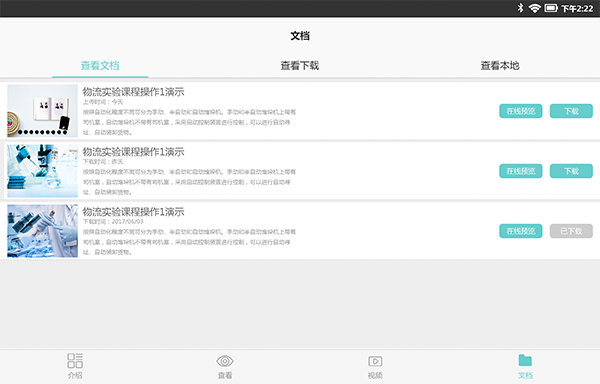 下午2:22
文档
查看文档 查看下载 查看本地
物流实验课程操作1演示
上传时间：今天
按照自动化程度不同可分为手动、半自动和自动堆垛机。手动和半自动堆垛机上带有
司机室，自动堆垛机不带有司机室，采用自动控制装置进行控制，可以进行自动寻
址、自动装卸货物。
在线预览 下载
物流实验课程操作1演示
下载时间：昨天
按照自动化程度不同可分为手动、半自动和自动堆垛机。手动和半自动堆垛机上带有
司机室，自动堆垛机不带有司机室，采用自动控制装置进行控制，可以进行自动寻
址、自动装卸货物。
在线预览 下载
物流实验课程操作1演示
下载时间：2017/06/03
按照自动化程度不同可分为手动、半自动和自动堆垛机。手动和半自动堆垛机上带有
司机室，自动堆垛机不带有司机室，采用自动控制装置进行控制，可以进行自动寻
址、自动装卸货物。
在线预览 已下载
介绍 查看 视频 文档